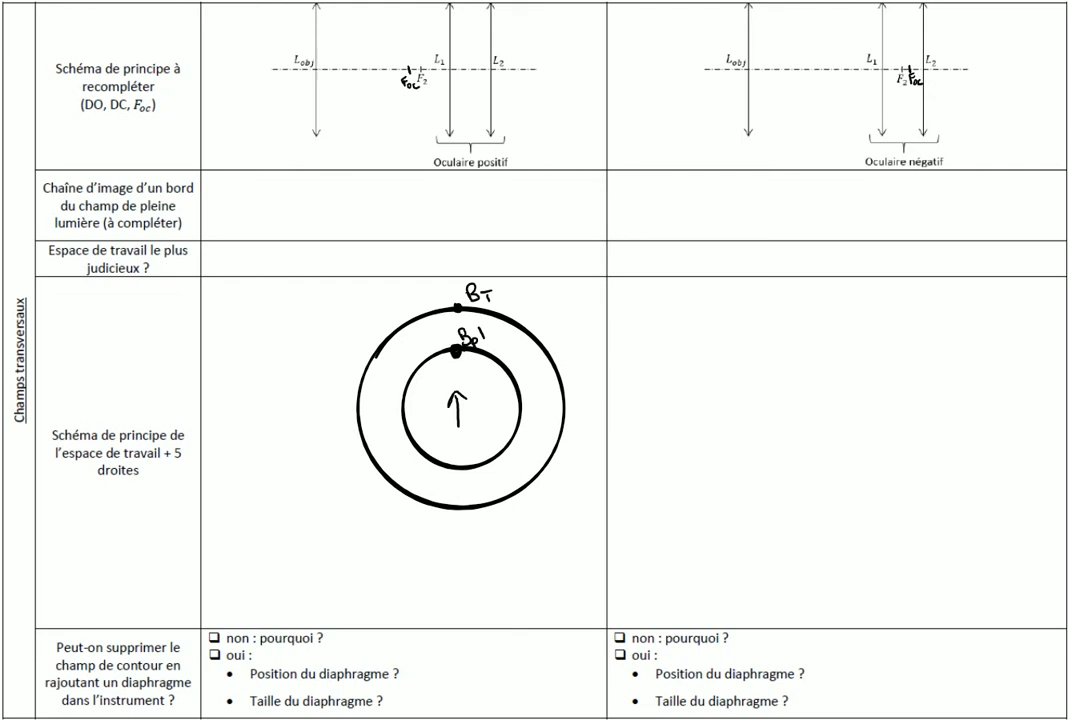 Champs transversaux
Schéma de principe à
recompléter
(DO, DC, F_oc)
L_obj
L_1
L_2
F_oc
F_2
Oculaire positif
L_obj
L_1
L_2
F_2
F_oc
Oculaire négatif
Chaîne d'image d'un bord
du champ de pleine
lumière (à compléter)
Espace de travail le plus
judicieux ?
Schéma de principe de
l'espace de travail + 5
droites
B_T
B_P'
Peut-on supprimer le
champ de contour en
rajoutant un diaphragme
dans l'instrument ?
❑ non : pourquoi ?
❑ oui :
• Position du diaphragme ?
• Taille du diaphragme ?
❑ non : pourquoi ?
❑ oui :
• Position du diaphragme ?
• Taille du diaphragme ?